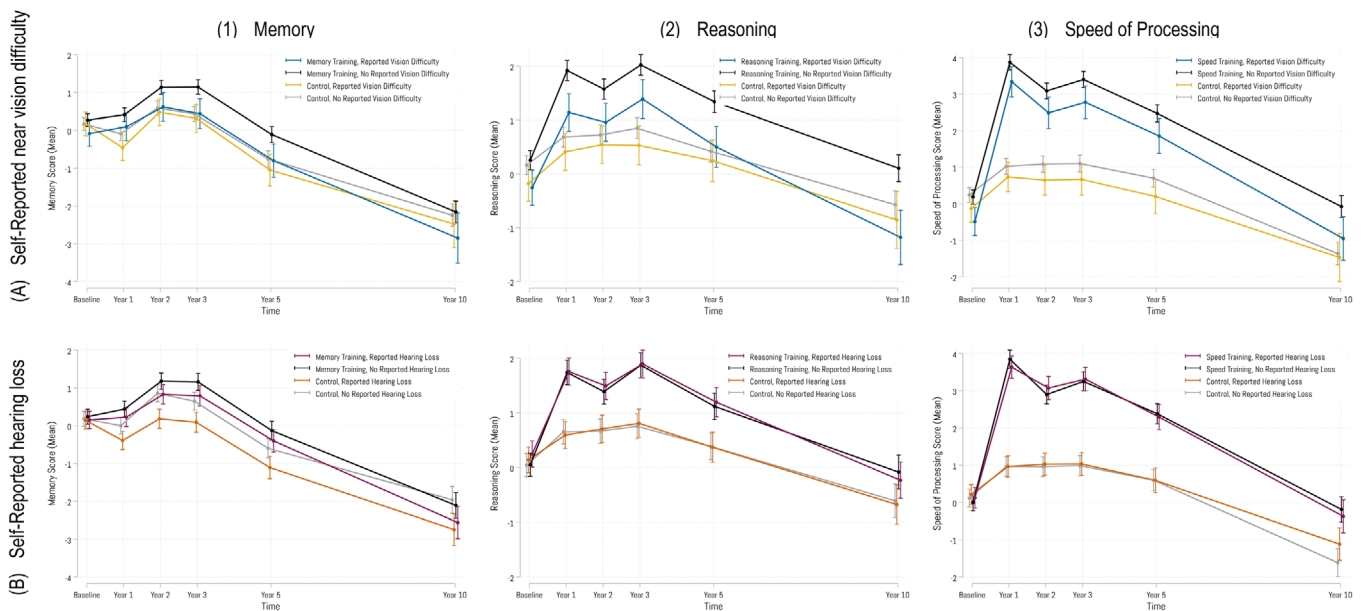 (1) Memory
(2) Reasoning
(3) Speed of Processing
(A) Self-Reported near vision difficulty
Memory Training, Reported Vision Difficulty
Memory Training, No Reported Vision Difficulty
Control, Reported Vision Difficulty
Control, No Reported Vision Difficulty
Memory Score (Mean)
2
1
0
-1
-2
-3
-4
Baseline Year 1 Year 2 Year 3 Year 5 Year 10
Time
Reasoning Training, Reported Vision Difficulty
Reasoning Training, No Reported Vision Difficulty
Control, Reported Vision Difficulty
Control, No Reported Vision Difficulty
Reasoning Score (Mean)
2
1
0
-1
-2
Baseline Year 1 Year 2 Year 3 Year 5 Year 10
Time
Speed Training, Reported Vision Difficulty
Speed Training, No Reported Vision Difficulty
Control, Reported Vision Difficulty
Control, No Reported Vision Difficulty
Speed of Processing Score (Mean)
4
3
2
1
0
-1
-2
Baseline Year 1 Year 2 Year 3 Year 5 Year 10
Time
(B) Self-Reported hearing loss
Memory Training, Reported Hearing Loss
Memory Training, No Reported Hearing Loss
Control, Reported Hearing Loss
Control, No Reported Hearing Loss
Memory Score (Mean)
2
1
0
-1
-2
-3
-4
Baseline Year 1 Year 2 Year 3 Year 5 Year 10
Time
Reasoning Training, Reported Hearing Loss
Reasoning Training, No Reported Hearing Loss
Control, Reported Hearing Loss
Control, No Reported Hearing Loss
Reasoning Score (Mean)
2
1
0
-1
-2
Baseline Year 1 Year 2 Year 3 Year 5 Year 10
Time
Speed Training, Reported Hearing Loss
Speed Training, No Reported Hearing Loss
Control, Reported Hearing Loss
Control, No Reported Hearing Loss
Speed of Processing Score (Mean)
4
3
2
1
0
-1
-2
Baseline Year 1 Year 2 Year 3 Year 5 Year 10
Time